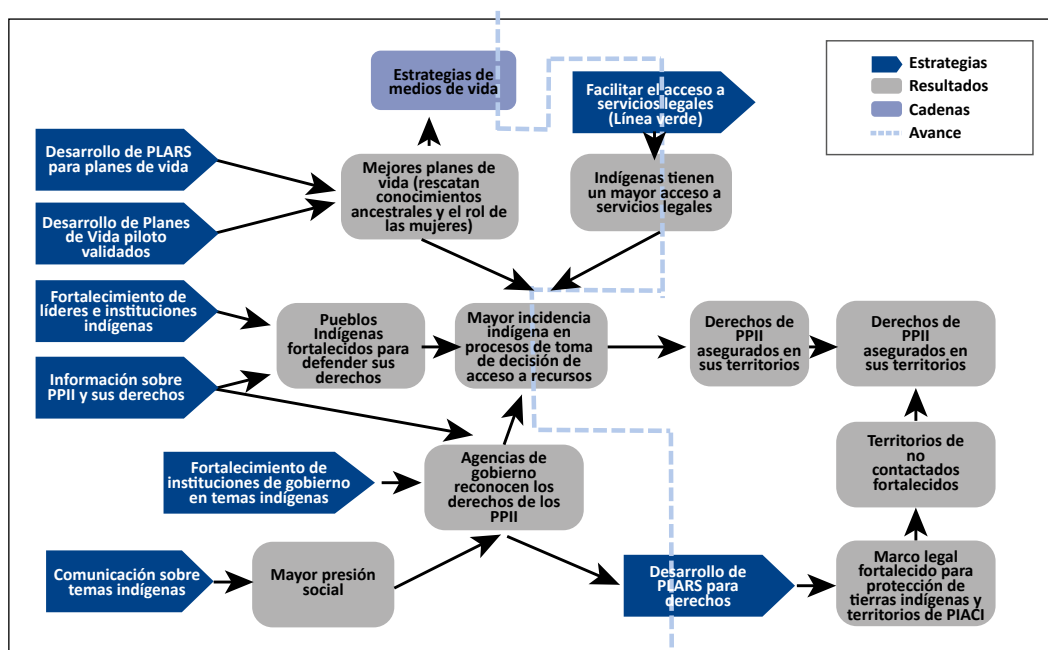 Estrategias
Resultados
Cadenas
Avance
Estrategias de
medios de vida
Facilitar el acceso a
servicios legales
(Línea verde)
Desarrollo de PLARS
para planes de vida
Mejores planes de
vida (rescatan
conocimientos
ancestrales y el rol de
las mujeres)
Indígenas tienen
un mayor acceso a
servicios legales
Desarrollo de Planes
de Vida piloto
validados
Fortalecimiento de
líderes e instituciones
indígenas
Pueblos
Indígenas
fortalecidos para
defender sus
derechos
Mayor incidencia
indígena en
procesos de toma
de decisión de
acceso a recursos
Derechos de
PPII
asegurados en
sus territorios
Derechos de
PPII
asegurados en
sus territorios
Información sobre
PPII y sus derechos
Fortalecimiento de
instituciones de gobierno
en temas indígenas
Agencias de
gobierno
reconocen los
derechos de los
PPII
Territorios de
no
contactados
fortalecidos
Comunicación sobre
temas indígenas
Mayor presión
social
Desarrollo de
PLARS para
derechos
Marco legal
fortalecido para
protección de
tierras indígenas y
territorios de PIACI